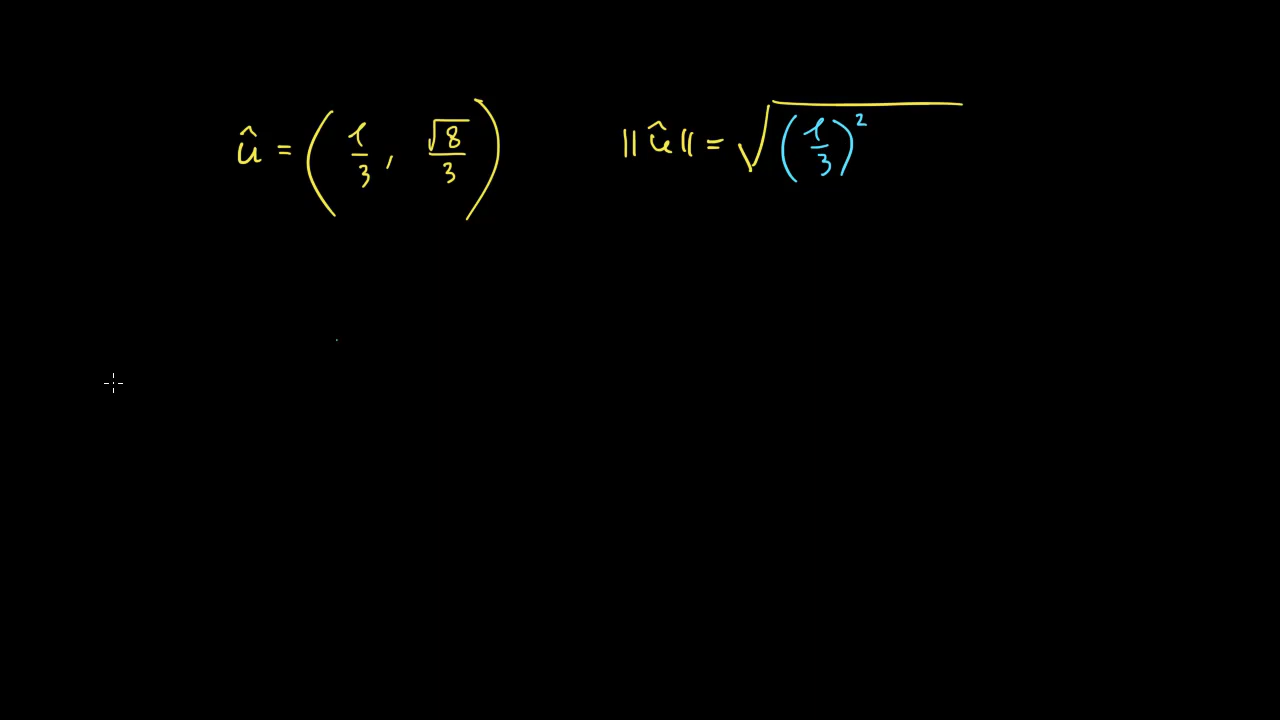 û = ( 1/3 , √8/3 ) ||û|| = √(1/3)²